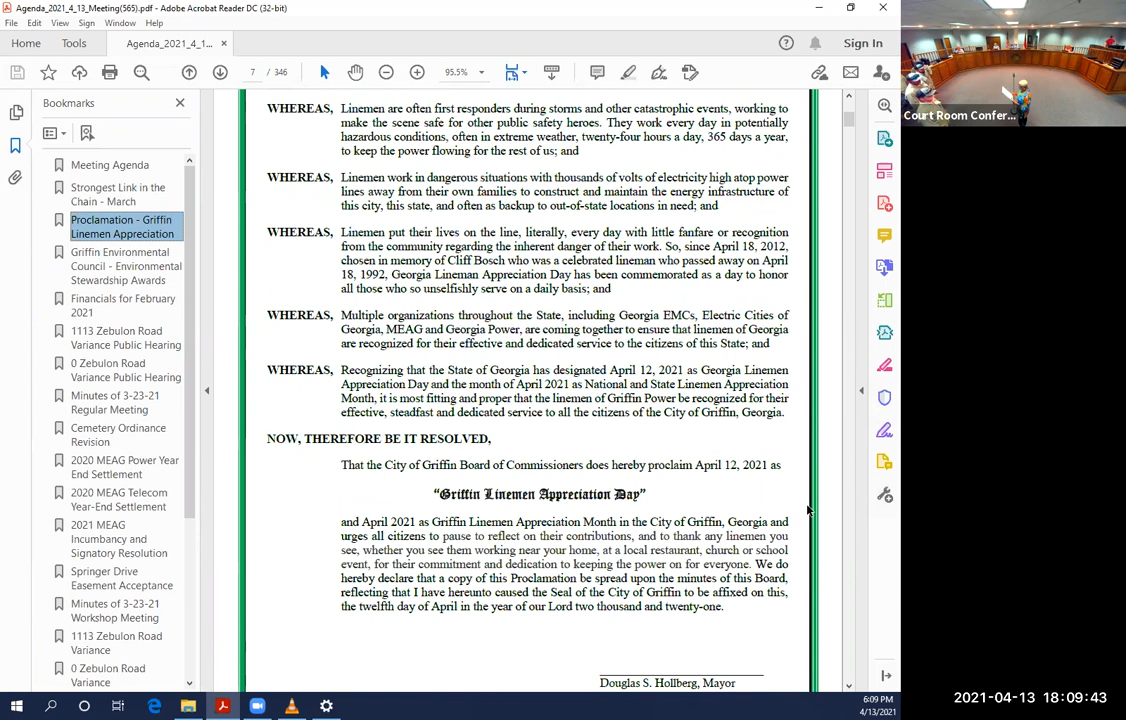 Agenda_2021_4_13_Meeting(565).pdf - Adobe Acrobat Reader DC (32-bit)
File Edit View Sign Window Help
Home Tools Agenda_2021_4_1... × Sign In
7 / 346 95.5%
Bookmarks
Meeting Agenda
Strongest Link in the
Chain - March
Proclamation - Griffin
Linemen Appreciation
Griffin Environmental
Council - Environmental
Stewardship Awards
Financials for February
2021
1113 Zebulon Road
Variance Public Hearing
0 Zebulon Road
Variance Public Hearing
Minutes of 3-23-21
Regular Meeting
Cemetery Ordinance
Revision
2020 MEAG Power Year
End Settlement
2020 MEAG Telecom
Year-End Settlement
2021 MEAG
Incumbancy and
Signatory Resolution
Springer Drive
Easement Acceptance
Minutes of 3-23-21
Workshop Meeting
1113 Zebulon Road
Variance
0 Zebulon Road
Variance
WHEREAS, Linemen are often first responders during storms and other catastrophic events, working to
make the scene safe for other public safety heroes. They work every day in potentially
hazardous conditions, often in extreme weather, twenty-four hours a day, 365 days a year,
to keep the power flowing for the rest of us; and
WHEREAS, Linemen work in dangerous situations with thousands of volts of electricity high atop power
lines away from their own families to construct and maintain the energy infrastructure of
this city, this state, and often as backup to out-of-state locations in need; and
WHEREAS, Linemen put their lives on the line, literally, every day with little fanfare or recognition
from the community regarding the inherent danger of their work. So, since April 18, 2012,
chosen in memory of Cliff Bosch who was a celebrated lineman who passed away on April
18, 1992, Georgia Lineman Appreciation Day has been commemorated as a day to honor
all those who so unselfishly serve on a daily basis; and
WHEREAS, Multiple organizations throughout the State, including Georgia EMCs, Electric Cities of
Georgia, MEAG and Georgia Power, are coming together to ensure that linemen of Georgia
are recognized for their effective and dedicated service to the citizens of this State; and
WHEREAS, Recognizing that the State of Georgia has designated April 12, 2021 as Georgia Linemen
Appreciation Day and the month of April 2021 as National and State Linemen Appreciation
Month, it is most fitting and proper that the linemen of Griffin Power be recognized for their
effective, steadfast and dedicated service to all the citizens of the City of Griffin, Georgia.
NOW, THEREFORE BE IT RESOLVED,
That the City of Griffin Board of Commissioners does hereby proclaim April 12, 2021 as
"Griffin Linemen Appreciation Day"
and April 2021 as Griffin Linemen Appreciation Month in the City of Griffin, Georgia and
urges all citizens to pause to reflect on their contributions, and to thank any linemen you
see, whether you see them working near your home, at a local restaurant, church or school
event, for their commitment and dedication to keeping the power on for everyone. We do
hereby declare that a copy of this Proclamation be spread upon the minutes of this Board,
reflecting that I have hereunto caused the Seal of the City of Griffin to be affixed on this,
the twelfth day of April in the year of our Lord two thousand and twenty-one.
Douglas S. Hollberg, Mayor
Court Room Confer...
6:09 PM
4/13/2021
2021-04-13 18:09:43